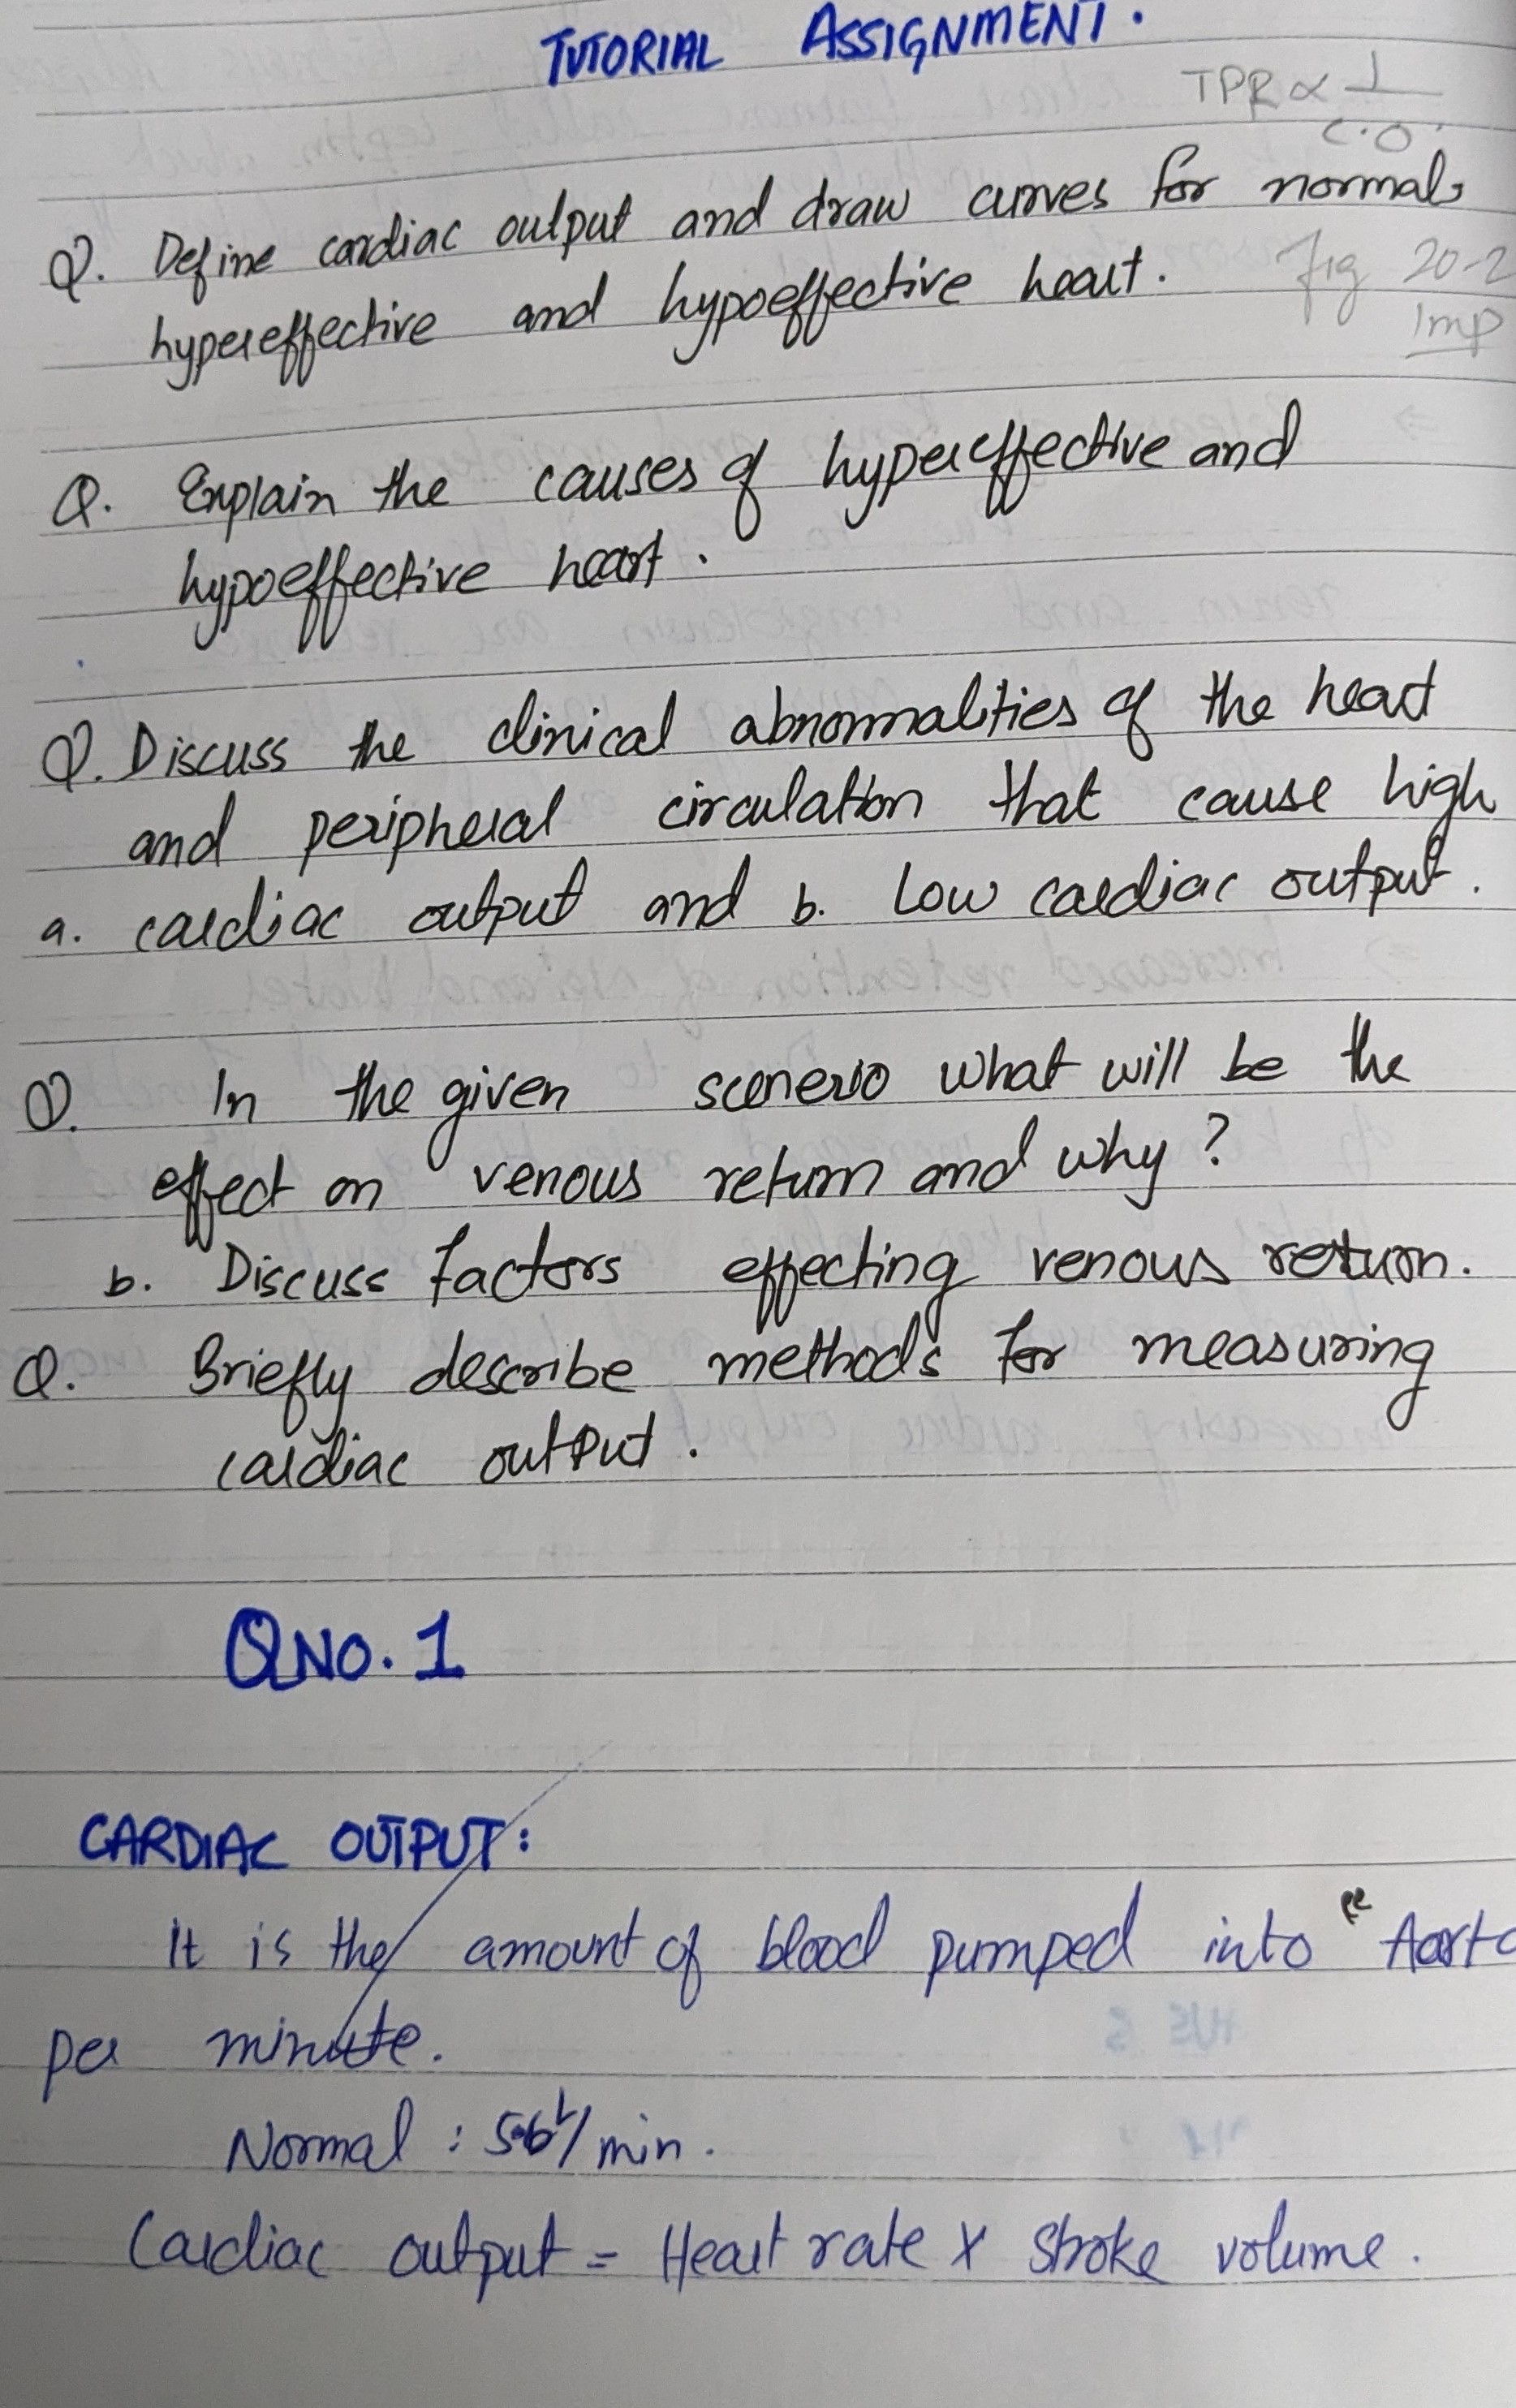 TUTORIAL ASSIGNMENT.
TPR ∝ 1
C.O.
Q. Define cardiac output and draw curves for normal,
hypereffective and hypoeffective heart. fig 20-2
Imp
Q. Explain the causes of hypereffective and
hypoeffective heart.
Q. Discuss the clinical abnormalities of the heart
and peripheral circulation that cause high
a. cardiac output and b. Low cardiac output.
Q. In the given scenerio what will be the
effect on venous return and why?
b. Discuss factors effecting venous return.
Q. Briefly describe methods for measuring
cardiac output.
QNO. 1
CARDIAC OUTPUT:
It is the amount of blood pumped into Aorta
per minute.
Normal : 5-6 L/min.
Cardiac output = Heart rate x Stroke volume.